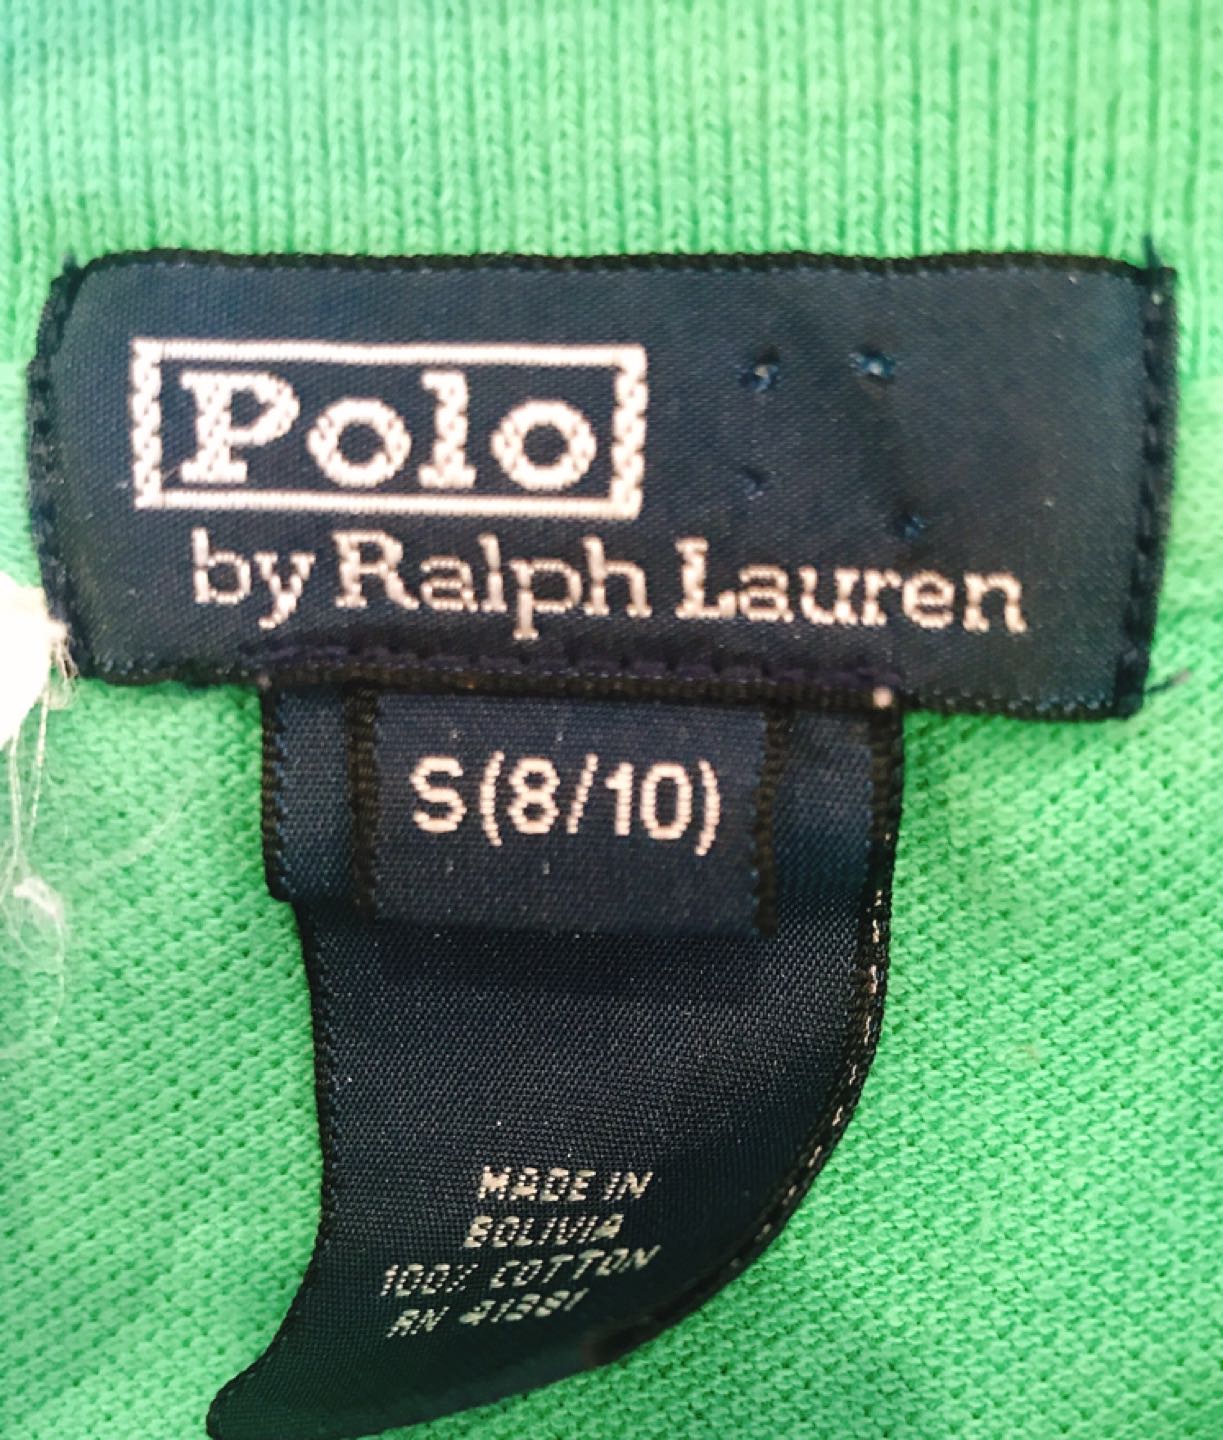 Polo
by Ralph Lauren
S(8/10)
MADE IN
BOLIVIA
100% COTTON
RN 41381